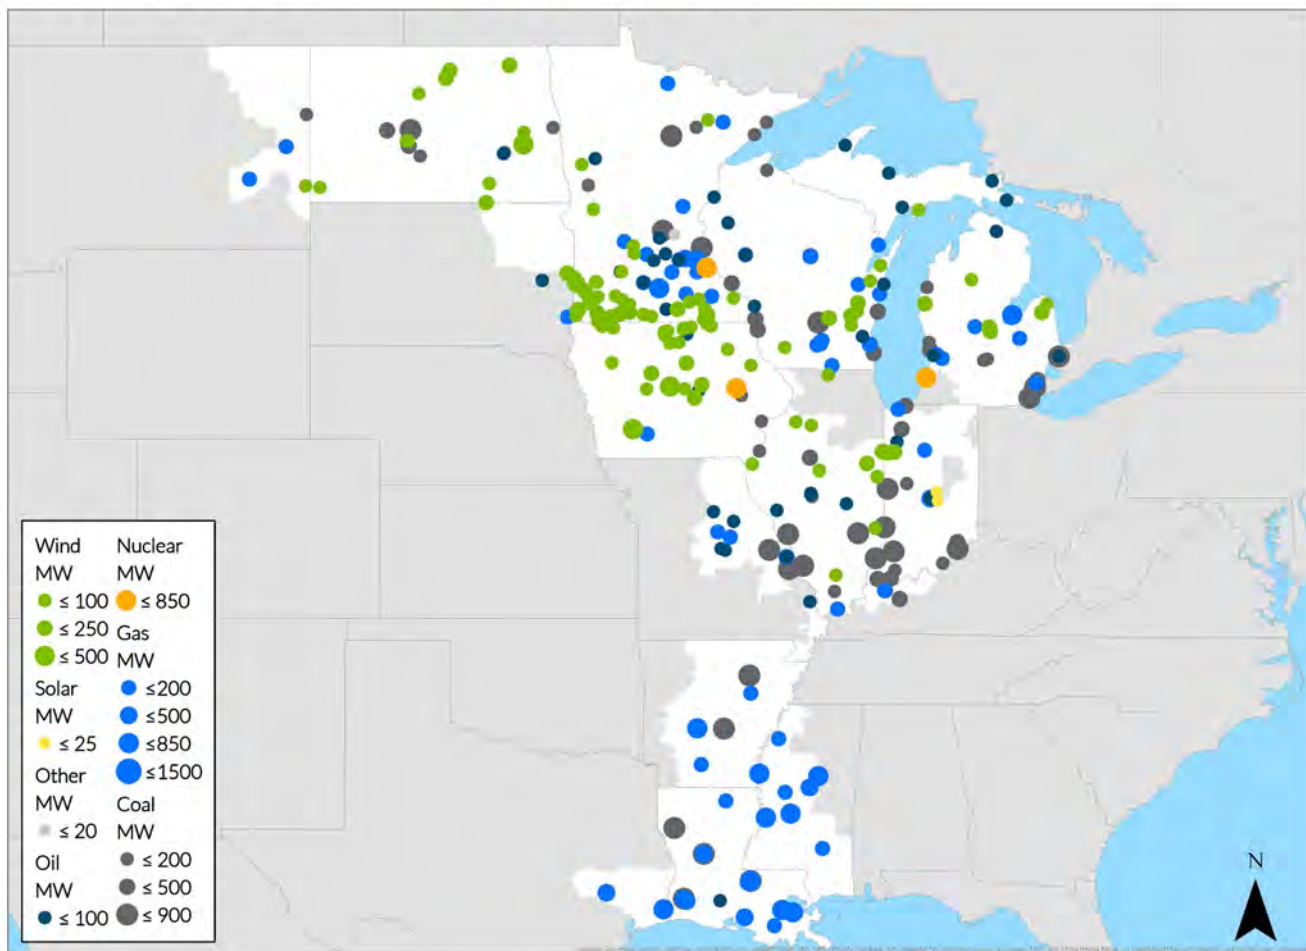 Wind
MW
≤ 100
≤ 250
≤ 500
Solar
MW
≤ 25
Other
MW
≤ 20
Oil
MW
≤ 100
Nuclear
MW
≤ 850
Gas
MW
≤200
≤500
≤850
≤1500
Coal
MW
≤ 200
≤ 500
≤ 900
N